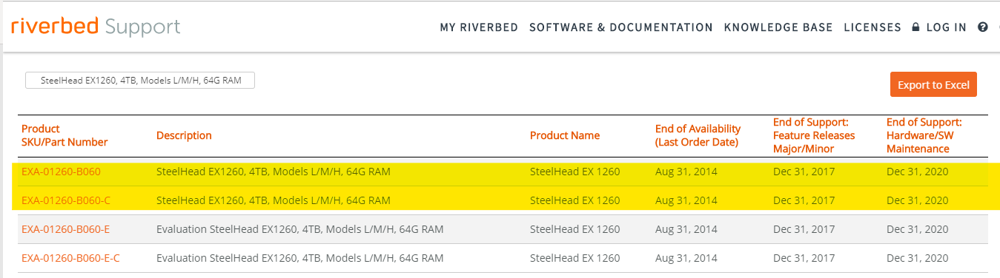 riverbed Support
MY RIVERBED SOFTWARE & DOCUMENTATION KNOWLEDGE BASE LICENSES LOG IN ?
SteelHead EX1260, 4TB, Models L/M/H, 64G RAM
Export to Excel
Product SKU/Part Number Description Product Name End of Availability (Last Order Date) End of Support: Feature Releases Major/Minor End of Support: Hardware/SW Maintenance
EXA-01260-B060 SteelHead EX1260, 4TB, Models L/M/H, 64G RAM SteelHead EX 1260 Aug 31, 2014 Dec 31, 2017 Dec 31, 2020
EXA-01260-B060-C SteelHead EX1260, 4TB, Models L/M/H, 64G RAM SteelHead EX 1260 Aug 31, 2014 Dec 31, 2017 Dec 31, 2020
EXA-01260-B060-E Evaluation SteelHead EX1260, 4TB, Models L/M/H, 64G RAM SteelHead EX 1260 Aug 31, 2014 Dec 31, 2017 Dec 31, 2020
EXA-01260-B060-E-C Evaluation SteelHead EX1260, 4TB, Models L/M/H, 64G RAM SteelHead EX 1260 Aug 31, 2014 Dec 31, 2017 Dec 31, 2020